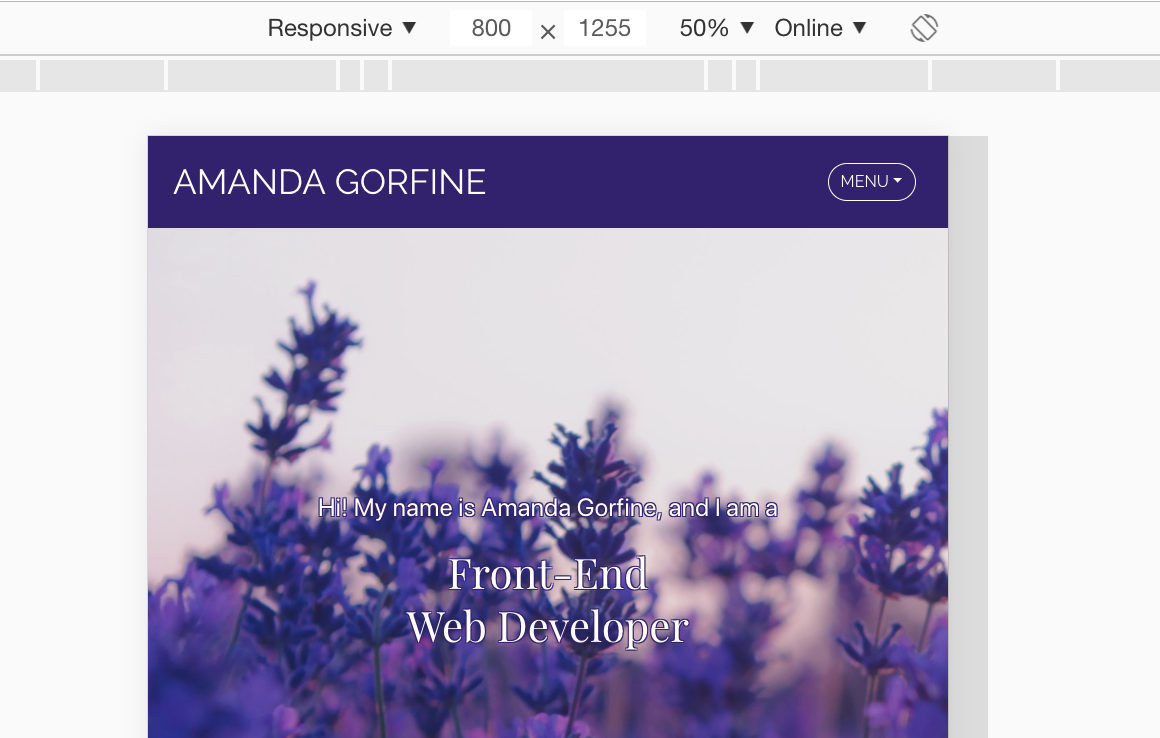 Responsive ▼ 800 × 1255 50% ▼ Online ▼
AMANDA GORFINE
MENU
Hi! My name is Amanda Gorfine, and I am a
Front-End
Web Developer